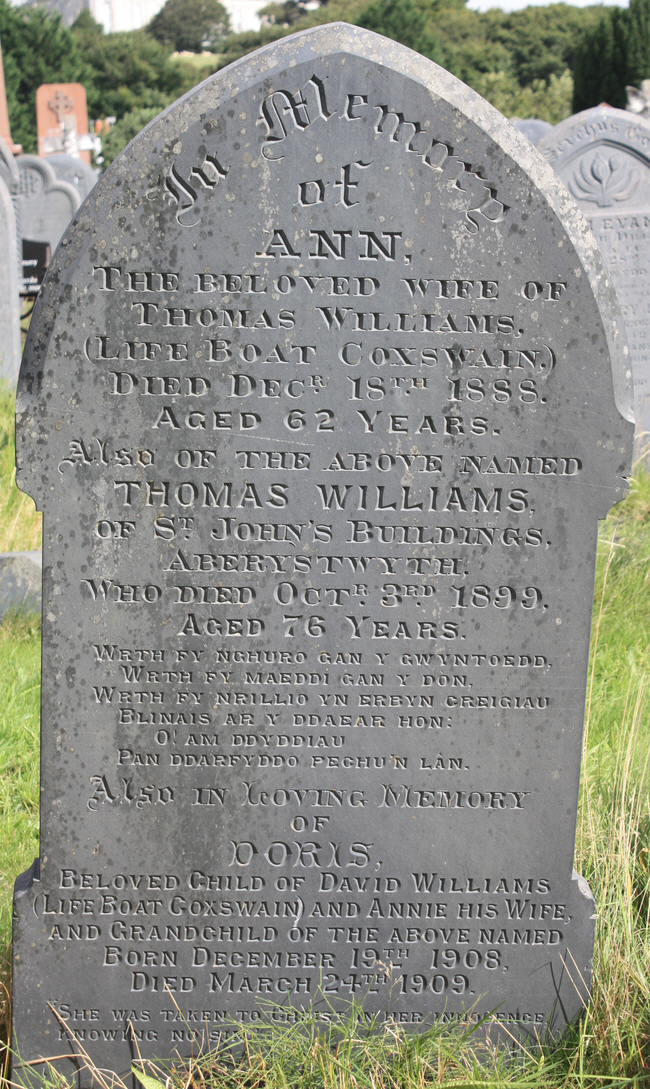 In Memory
of
ANN,
THE BELOVED WIFE OF
THOMAS WILLIAMS,
(LIFE BOAT COXSWAIN,)
DIED DECR. 18TH. 1888.
AGED 62 YEARS.
Also OF THE ABOVE NAMED
THOMAS WILLIAMS,
OF ST. JOHN'S BUILDINGS,
ABERYSTWYTH,
WHO DIED OCTR. 3RD. 1899,
AGED 76 YEARS.
WRTH FY NGHURO GAN Y GWYNTOEDD,
WRTH FY MAEDDI GAN Y DON,
WRTH FY NRILLIO YN ERBYN CREIGIAU
BLINAIS AR Y DDAEAR HON:
O! AM DDYDDIAU
PAN DDARFYDDO PECHU'N LÂN.
Also IN LOVING MEMORY
OF
DORIS,
BELOVED CHILD OF DAVID WILLIAMS
(LIFE BOAT COXSWAIN) AND ANNIE HIS WIFE,
AND GRANDCHILD OF THE ABOVE NAMED
BORN DECEMBER 19TH 1908,
DIED MARCH 24TH 1909.
"SHE WAS TAKEN TO CHRIST IN HER INNOCENCE
KNOWING NO SIN